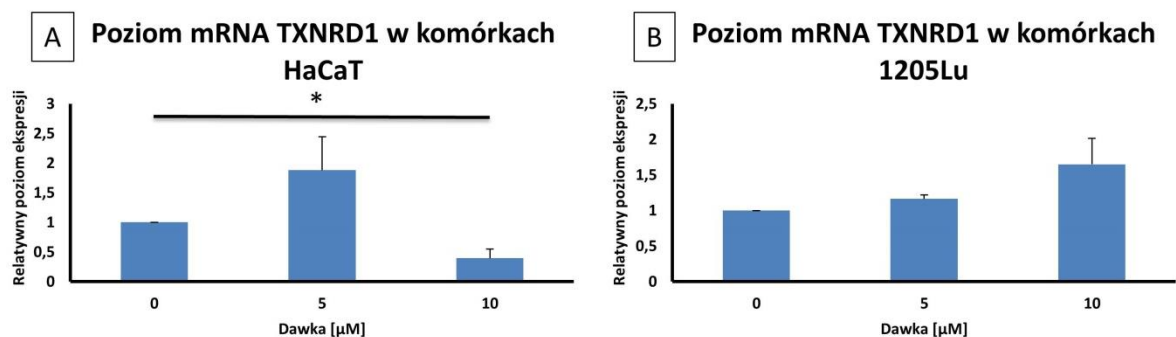 A
Poziom mRNA TXNRD1 w komórkach
HaCaT
Relatywny poziom ekspresji
3
2,5
2
1,5
1
0,5
0
*
0 5 10
Dawka [µM]
B
Poziom mRNA TXNRD1 w komórkach
1205Lu
Relatywny poziom ekspresji
2,5
2
1,5
1
0,5
0
0 5 10
Dawka [µM]